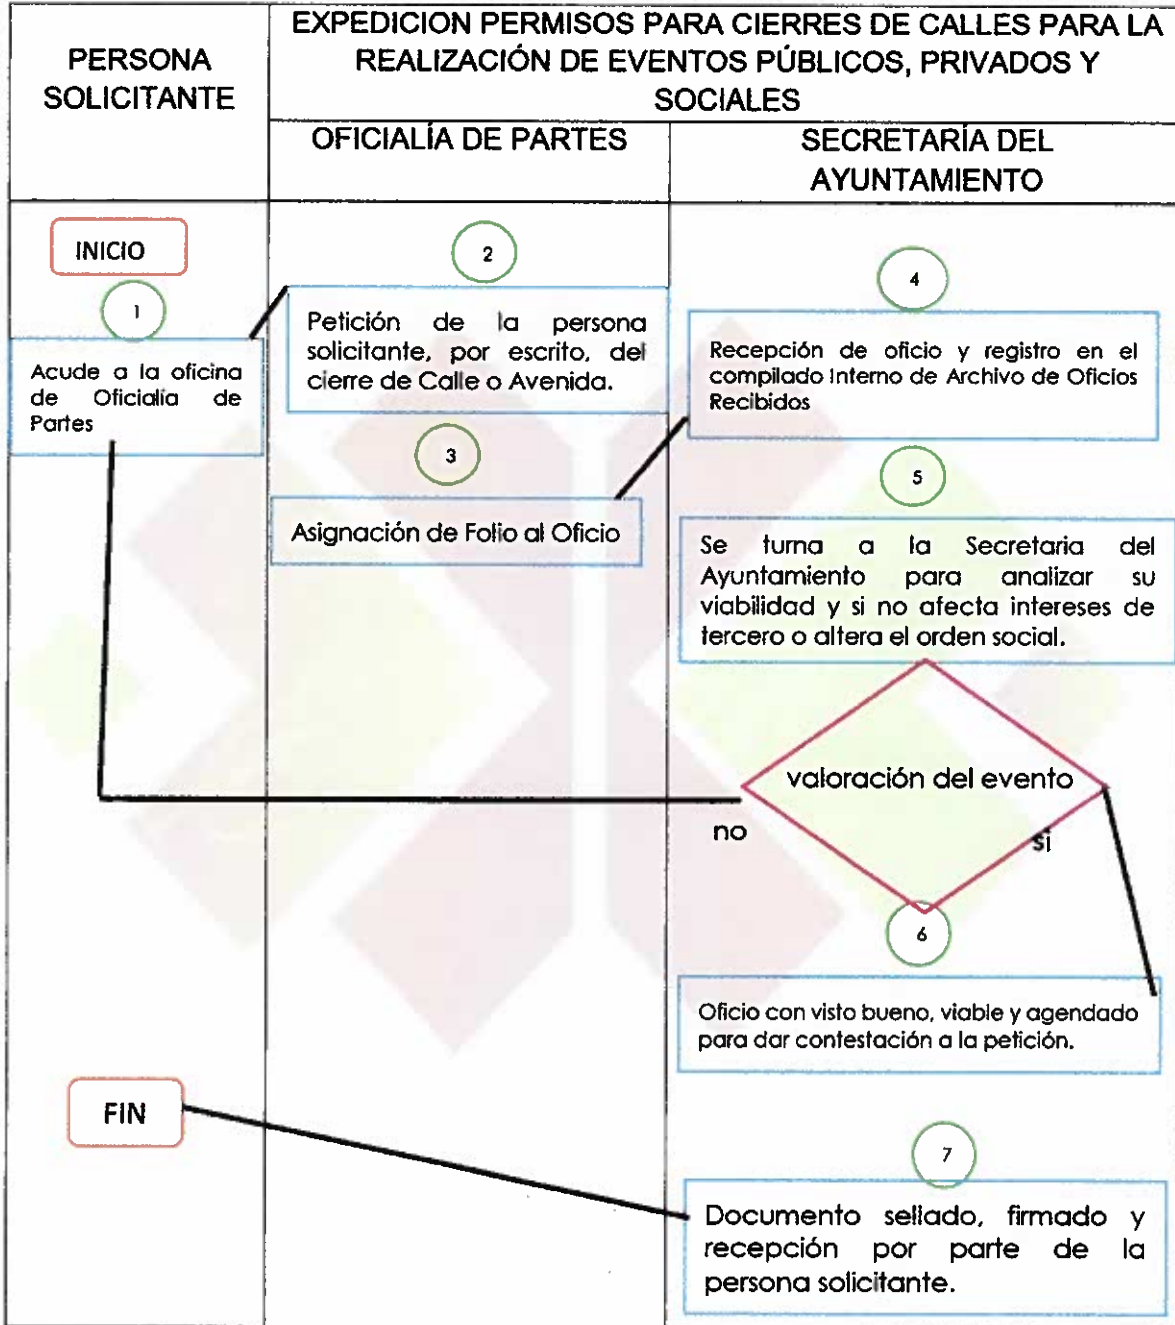 PERSONA
SOLICITANTE
EXPEDICION PERMISOS PARA CIERRES DE CALLES PARA LA
REALIZACIÓN DE EVENTOS PÚBLICOS, PRIVADOS Y
SOCIALES
OFICIALÍA DE PARTES
SECRETARÍA DEL
AYUNTAMIENTO
INICIO
1
Acude a la oficina
de Oficialía de
Partes
2
Petición de la persona
solicitante, por escrito, del
cierre de Calle o Avenida.
3
Asignación de Folio al Oficio
4
Recepción de oficio y registro en el
compilado Interno de Archivo de Oficios
Recibidos
5
Se turna a la Secretaria del
Ayuntamiento para analizar su
viabilidad y si no afecta intereses de
tercero o altera el orden social.
valoración del evento
no
si
6
Oficio con visto bueno, viable y agendado
para dar contestación a la petición.
FIN
7
Documento sellado, firmado y
recepción por parte de la
persona solicitante.